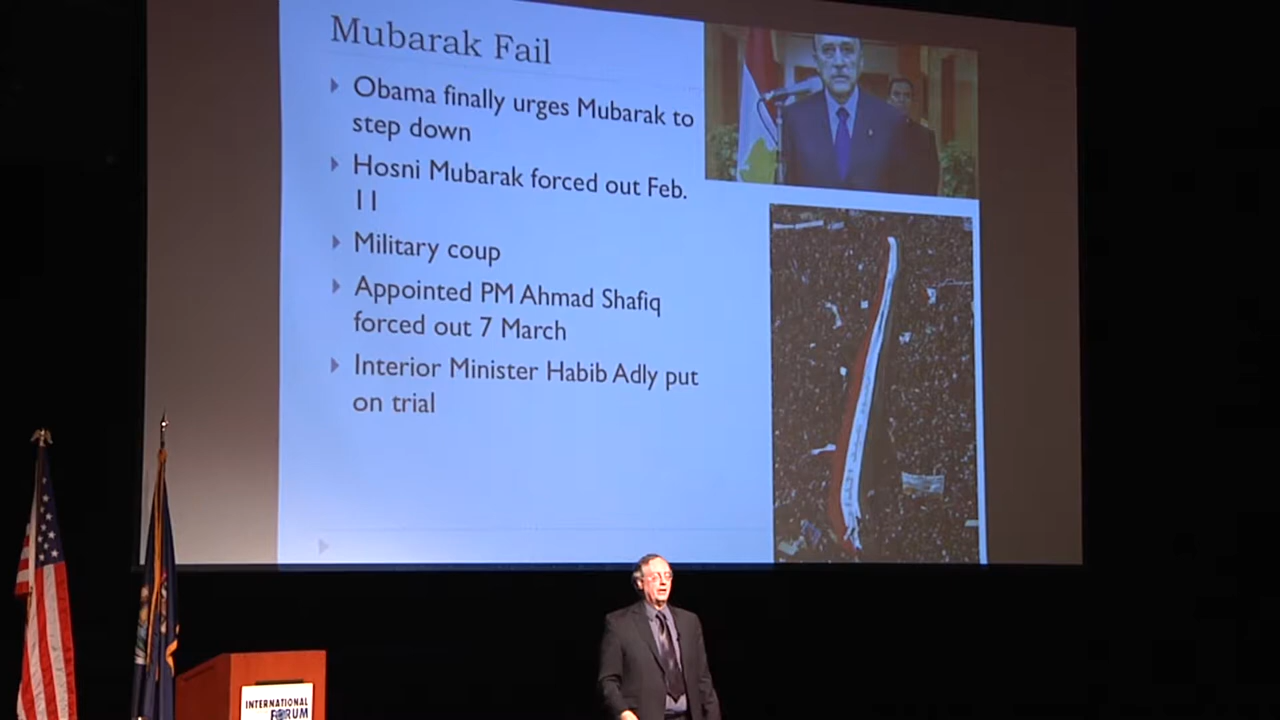 Mubarak Fail
Obama finally urges Mubarak to
step down
Hosni Mubarak forced out Feb.
11
Military coup
Appointed PM Ahmad Shafiq
forced out 7 March
Interior Minister Habib Adly put
on trial
INTERNATIONAL
FORUM